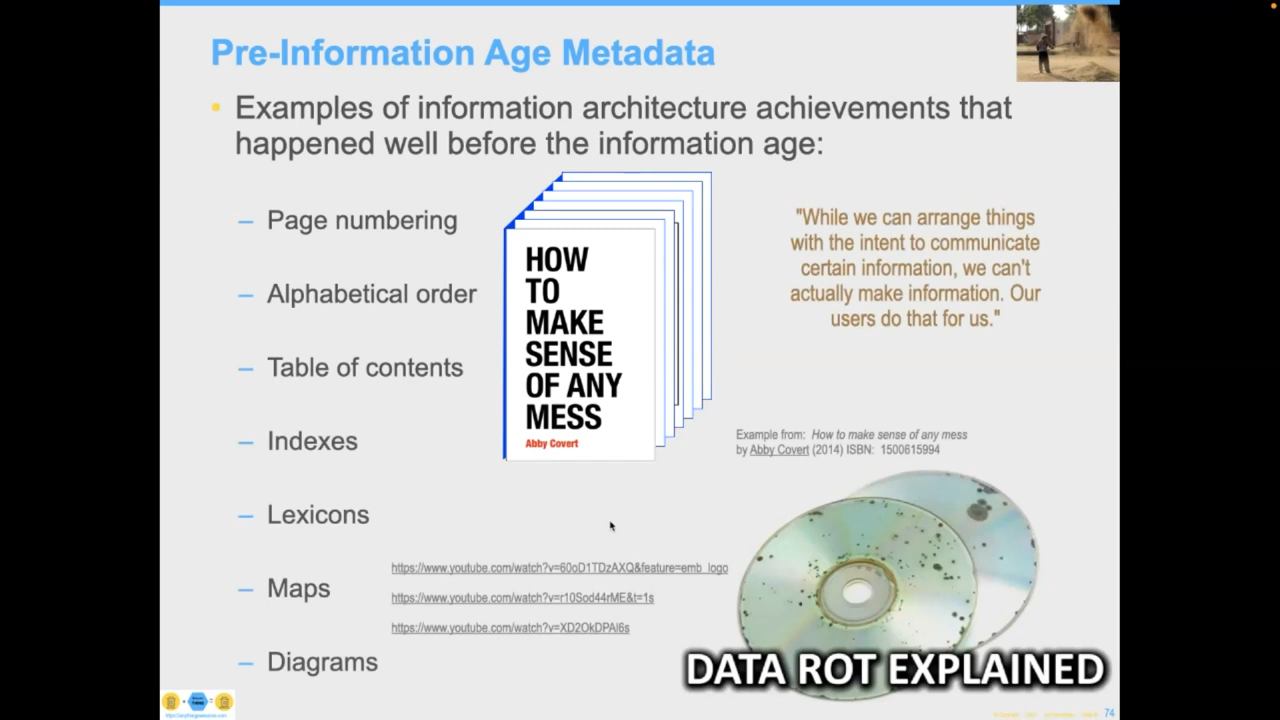 Pre-Information Age Metadata
• Examples of information architecture achievements that
happened well before the information age:
– Page numbering
– Alphabetical order
– Table of contents
– Indexes
– Lexicons
– Maps
– Diagrams
HOW
TO
MAKE
SENSE
OF ANY
MESS
Abby Covert
"While we can arrange things
with the intent to communicate
certain information, we can't
actually make information. Our
users do that for us."
Example from: How to make sense of any mess
by Abby Covert (2014) ISBN: 1500615994
https://www.youtube.com/watch?v=60oD1TDzAXQ&feature=emb_logo
https://www.youtube.com/watch?v=r10Sod44rME&t=1s
https://www.youtube.com/watch?v=XD2OkDPAl6s
DATA ROT EXPLAINED
74